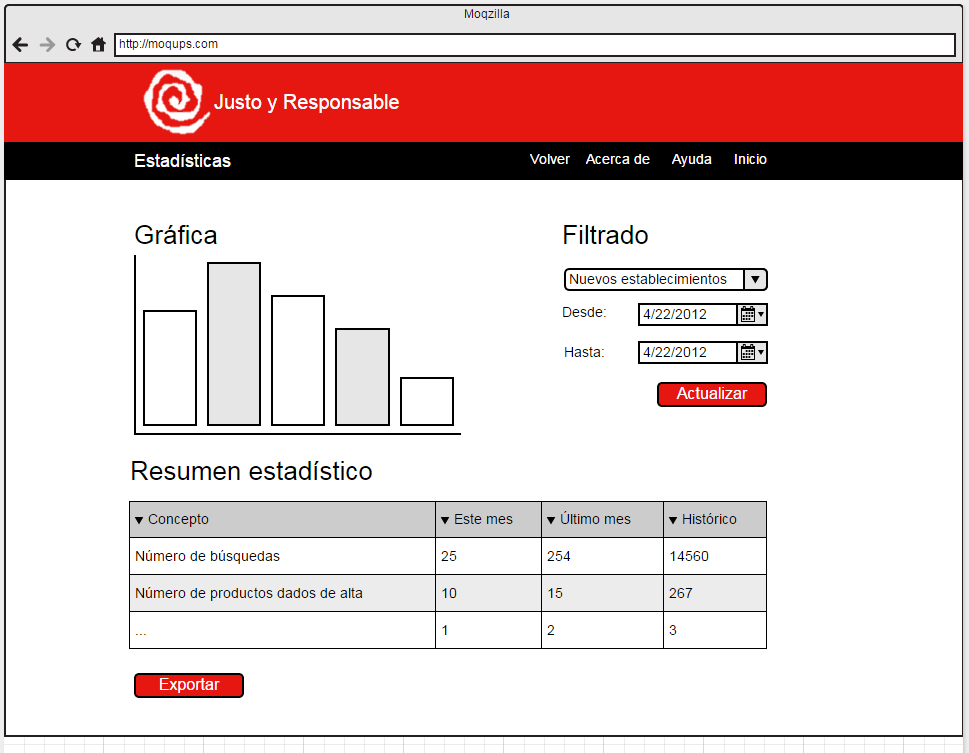 Moqzilla
http://moqups.com
Justo y Responsable
Estadísticas Volver Acerca de Ayuda Inicio
Gráfica
Filtrado
Nuevos establecimientos
Desde: 4/22/2012
Hasta: 4/22/2012
Actualizar
Resumen estadístico
Concepto Este mes Último mes Histórico
Número de búsquedas 25 254 14560
Número de productos dados de alta 10 15 267
... 1 2 3
Exportar